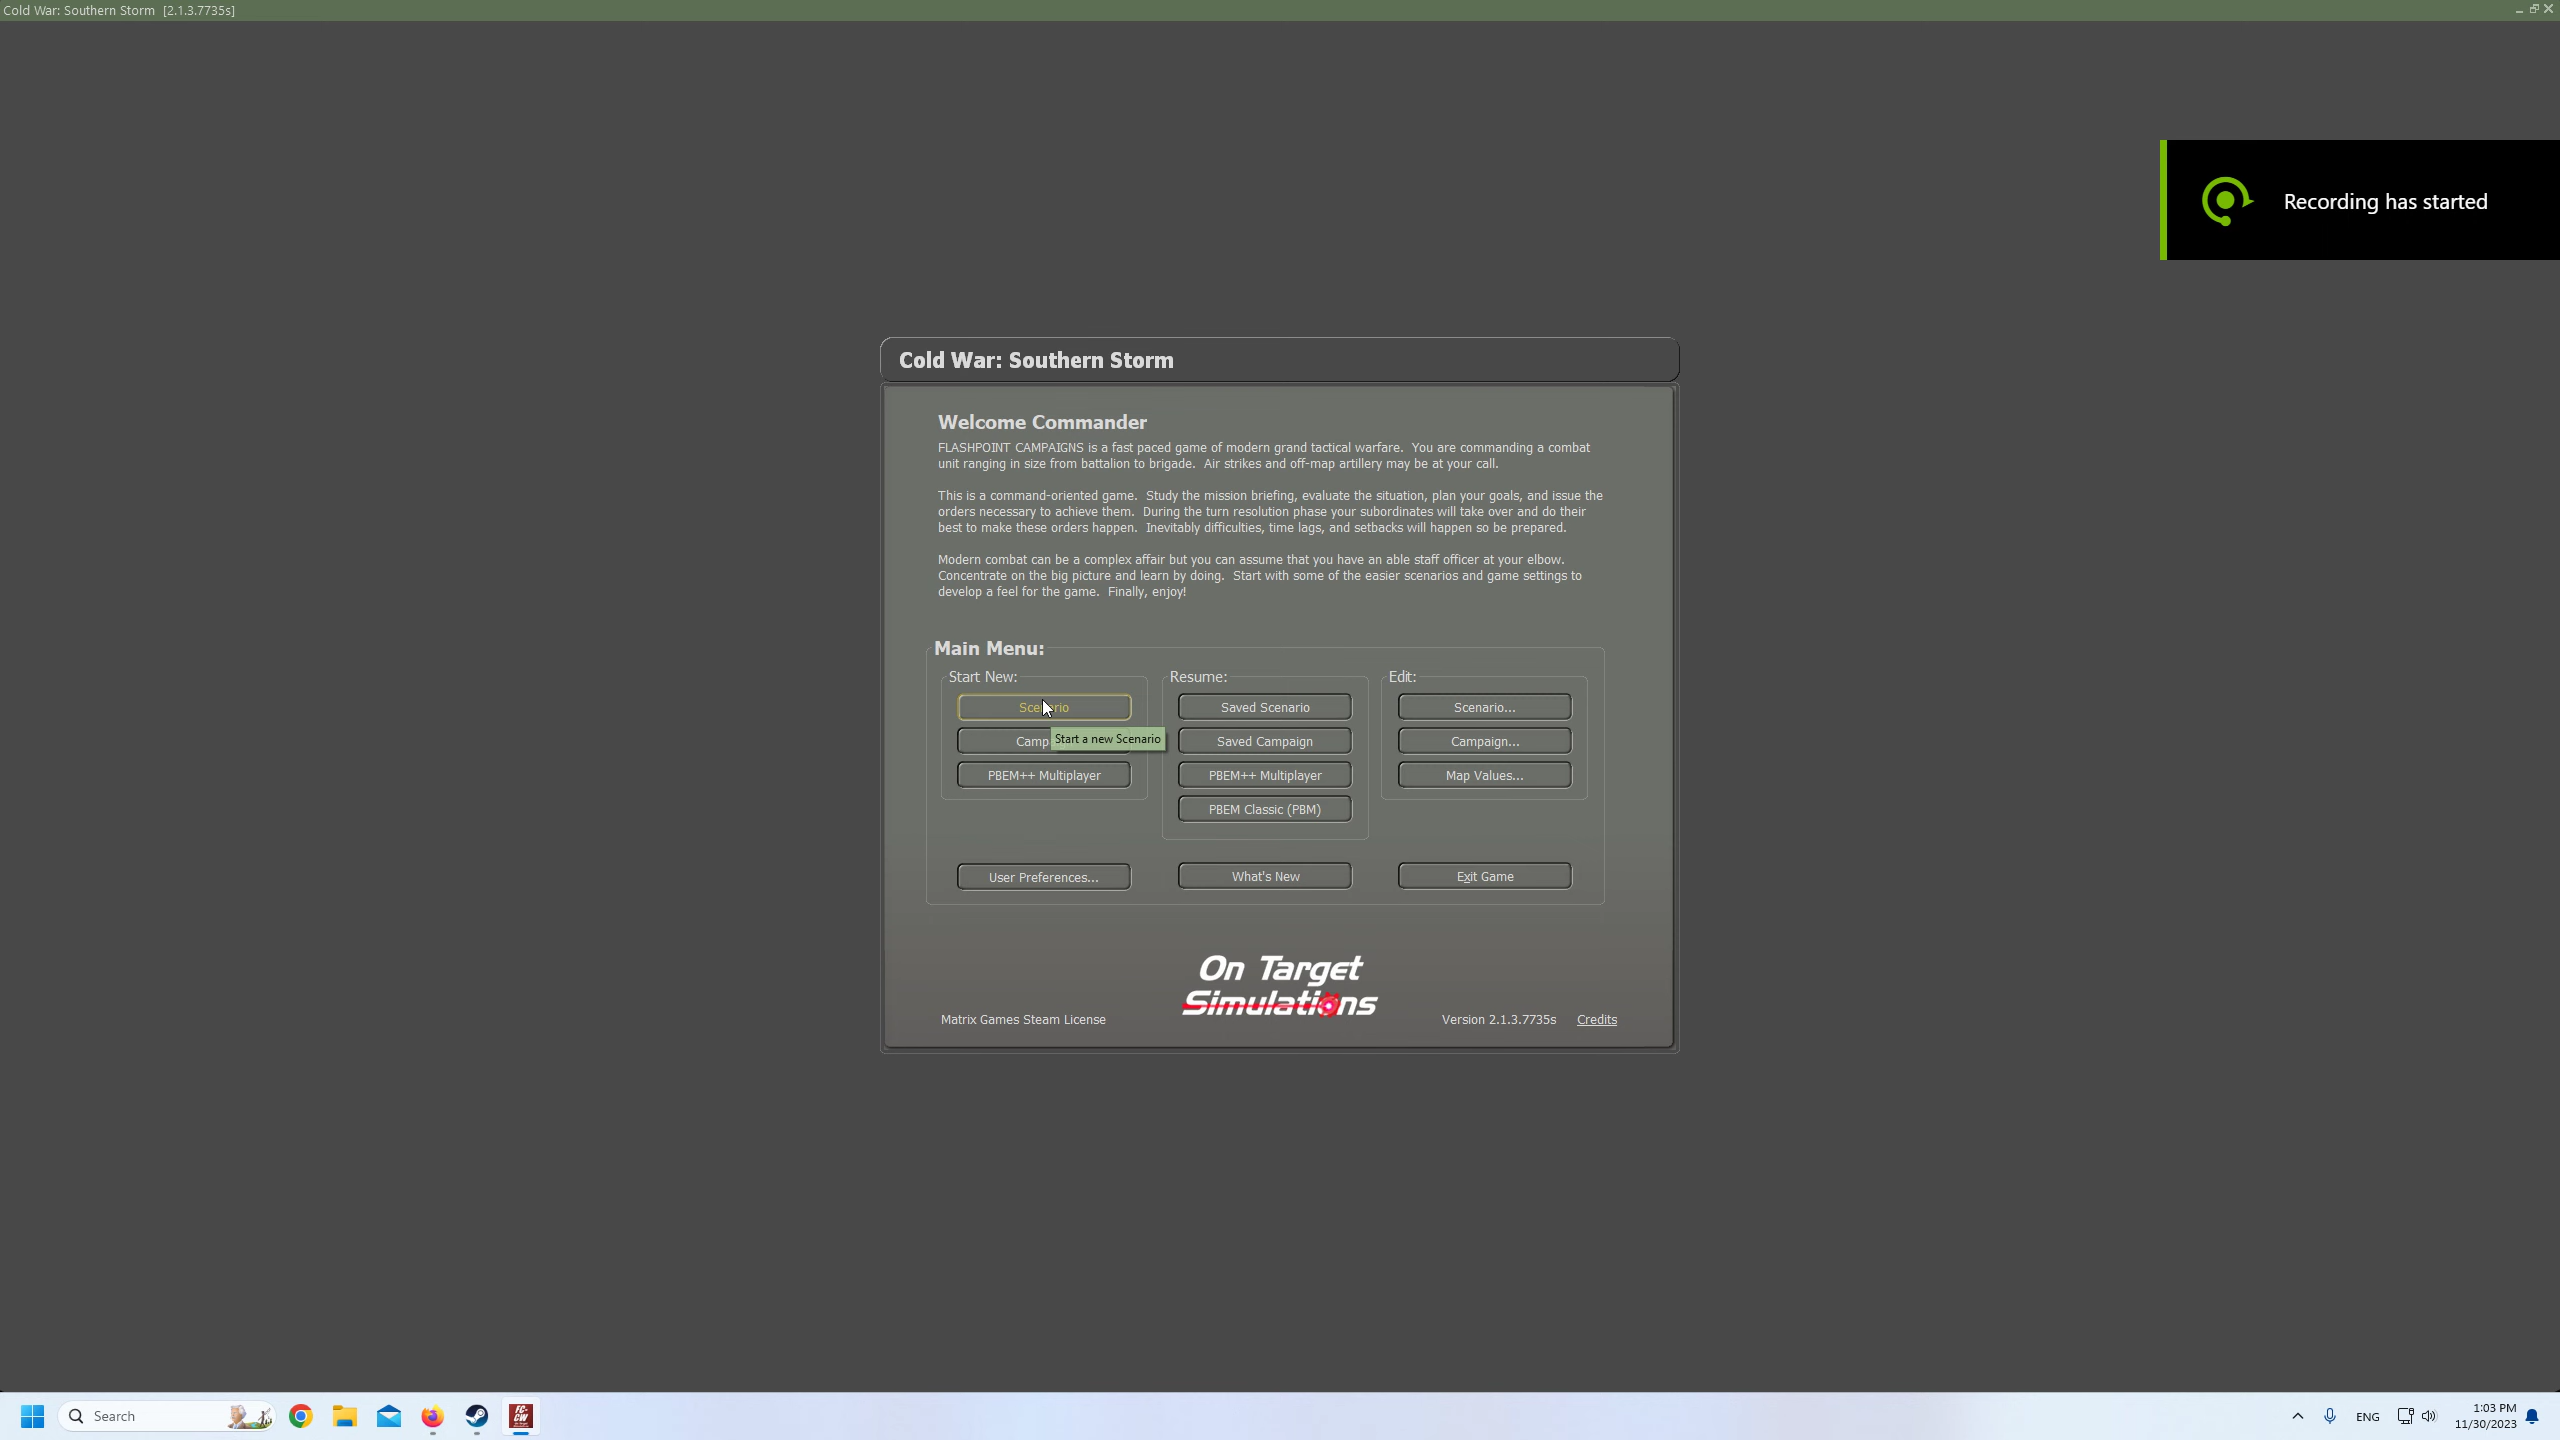 Cold War: Southern Storm [2.1.3.7735s]
Recording has started
Cold War: Southern Storm
Welcome Commander
FLASHPOINT CAMPAIGNS is a fast paced game of modern grand tactical warfare. You are commanding a combat
unit ranging in size from battalion to brigade. Air strikes and off-map artillery may be at your call.
This is a command-oriented game. Study the mission briefing, evaluate the situation, plan your goals, and issue the
orders necessary to achieve them. During the turn resolution phase your subordinates will take over and do their
best to make these orders happen. Inevitably difficulties, time lags, and setbacks will happen so be prepared.
Modern combat can be a complex affair but you can assume that you have an able staff officer at your elbow.
Concentrate on the big picture and learn by doing. Start with some of the easier scenarios and game settings to
develop a feel for the game. Finally, enjoy!
Main Menu:
Start New:
Scenario
Camp
Start a new Scenario
PBEM++ Multiplayer
Resume:
Saved Scenario
Saved Campaign
PBEM++ Multiplayer
PBEM Classic (PBM)
Edit:
Scenario...
Campaign...
Map Values...
User Preferences...
What's New
Exit Game
On Target
Simulations
Matrix Games Steam License
Version 2.1.3.7735s
Credits
Search
FC-
CW
ENG
1:03 PM
11/30/2023